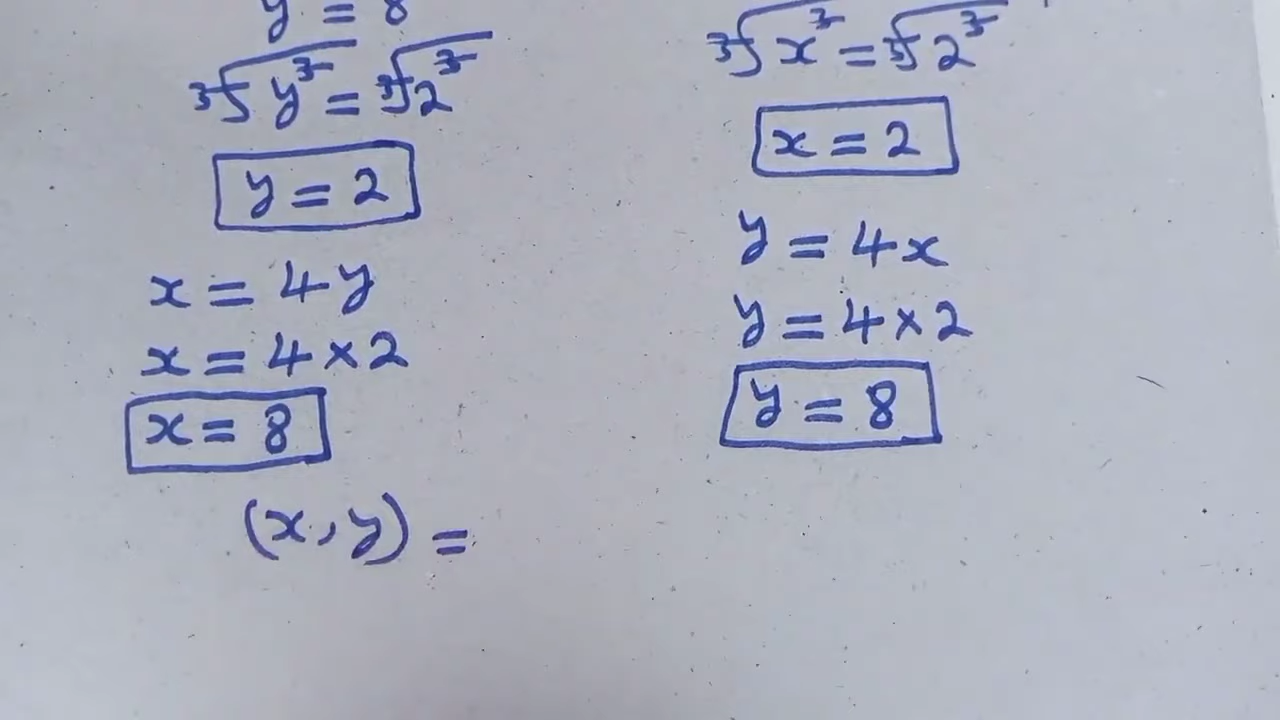 y = 8
∛y³ = ∛2³
y = 2
x = 4y
x = 4 × 2
x = 8
(x, y) =
∛x³ = ∛2³
x = 2
y = 4x
y = 4 × 2
y = 8